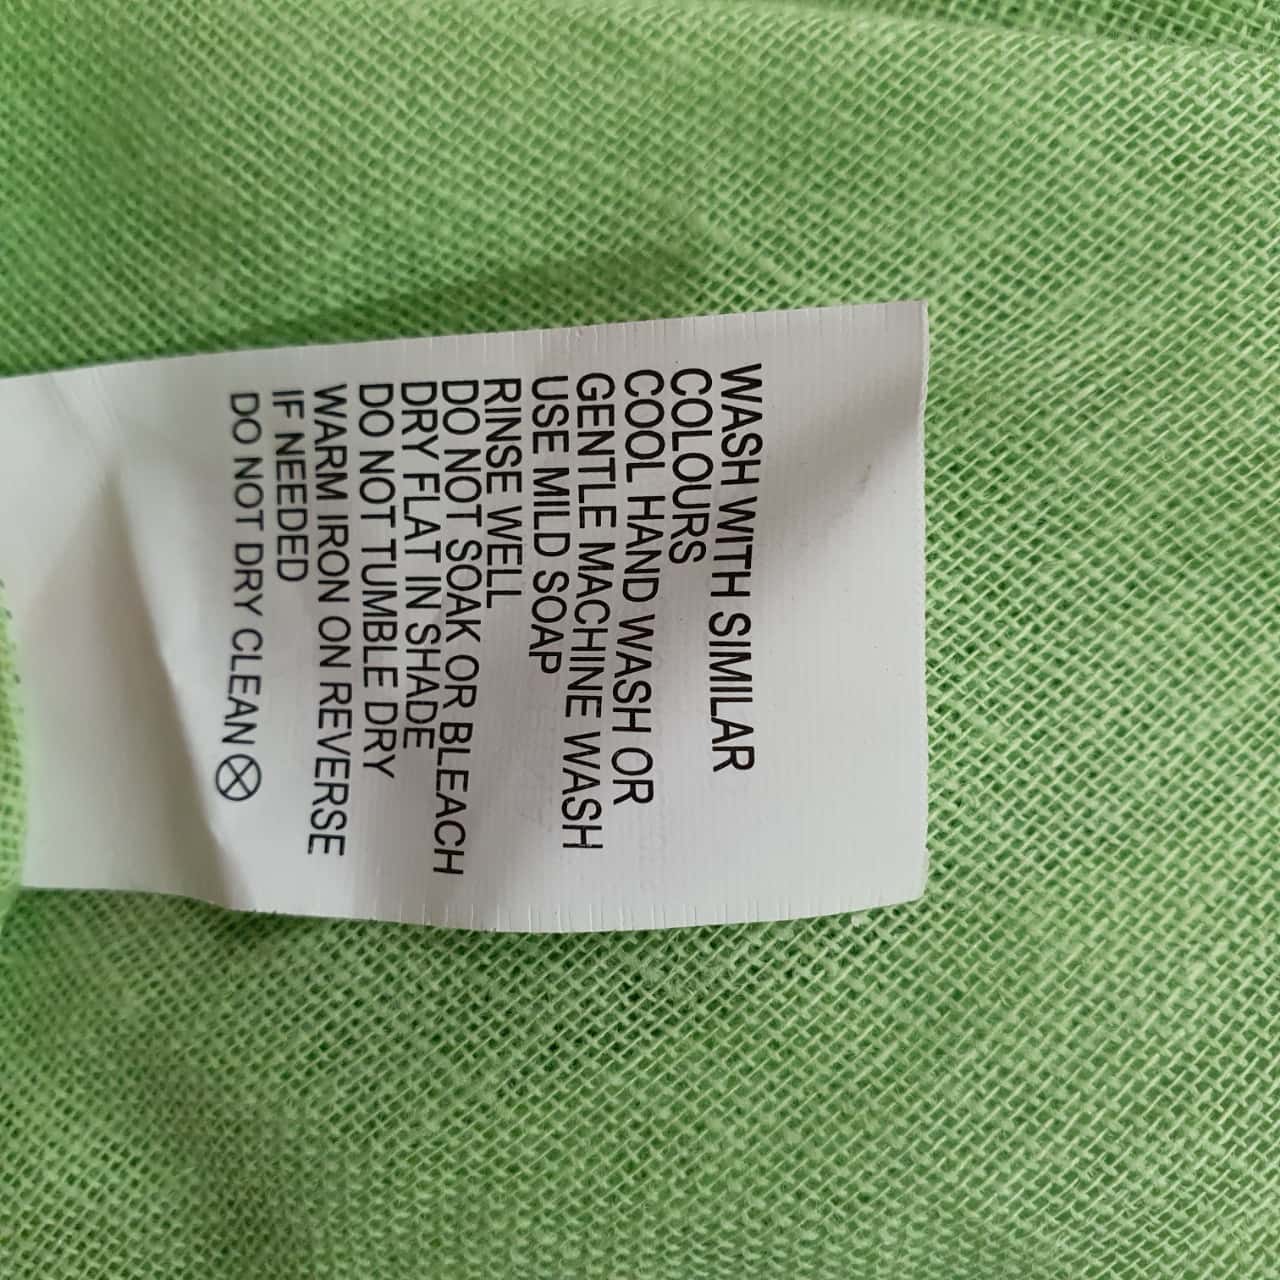 WASH WITH SIMILAR
COLOURS
COOL HAND WASH OR
GENTLE MACHINE WASH
USE MILD SOAP
RINSE WELL
DO NOT SOAK OR BLEACH
DRY FLAT IN SHADE
DO NOT TUMBLE DRY
WARM IRON ON REVERSE
IF NEEDED
DO NOT DRY CLEAN